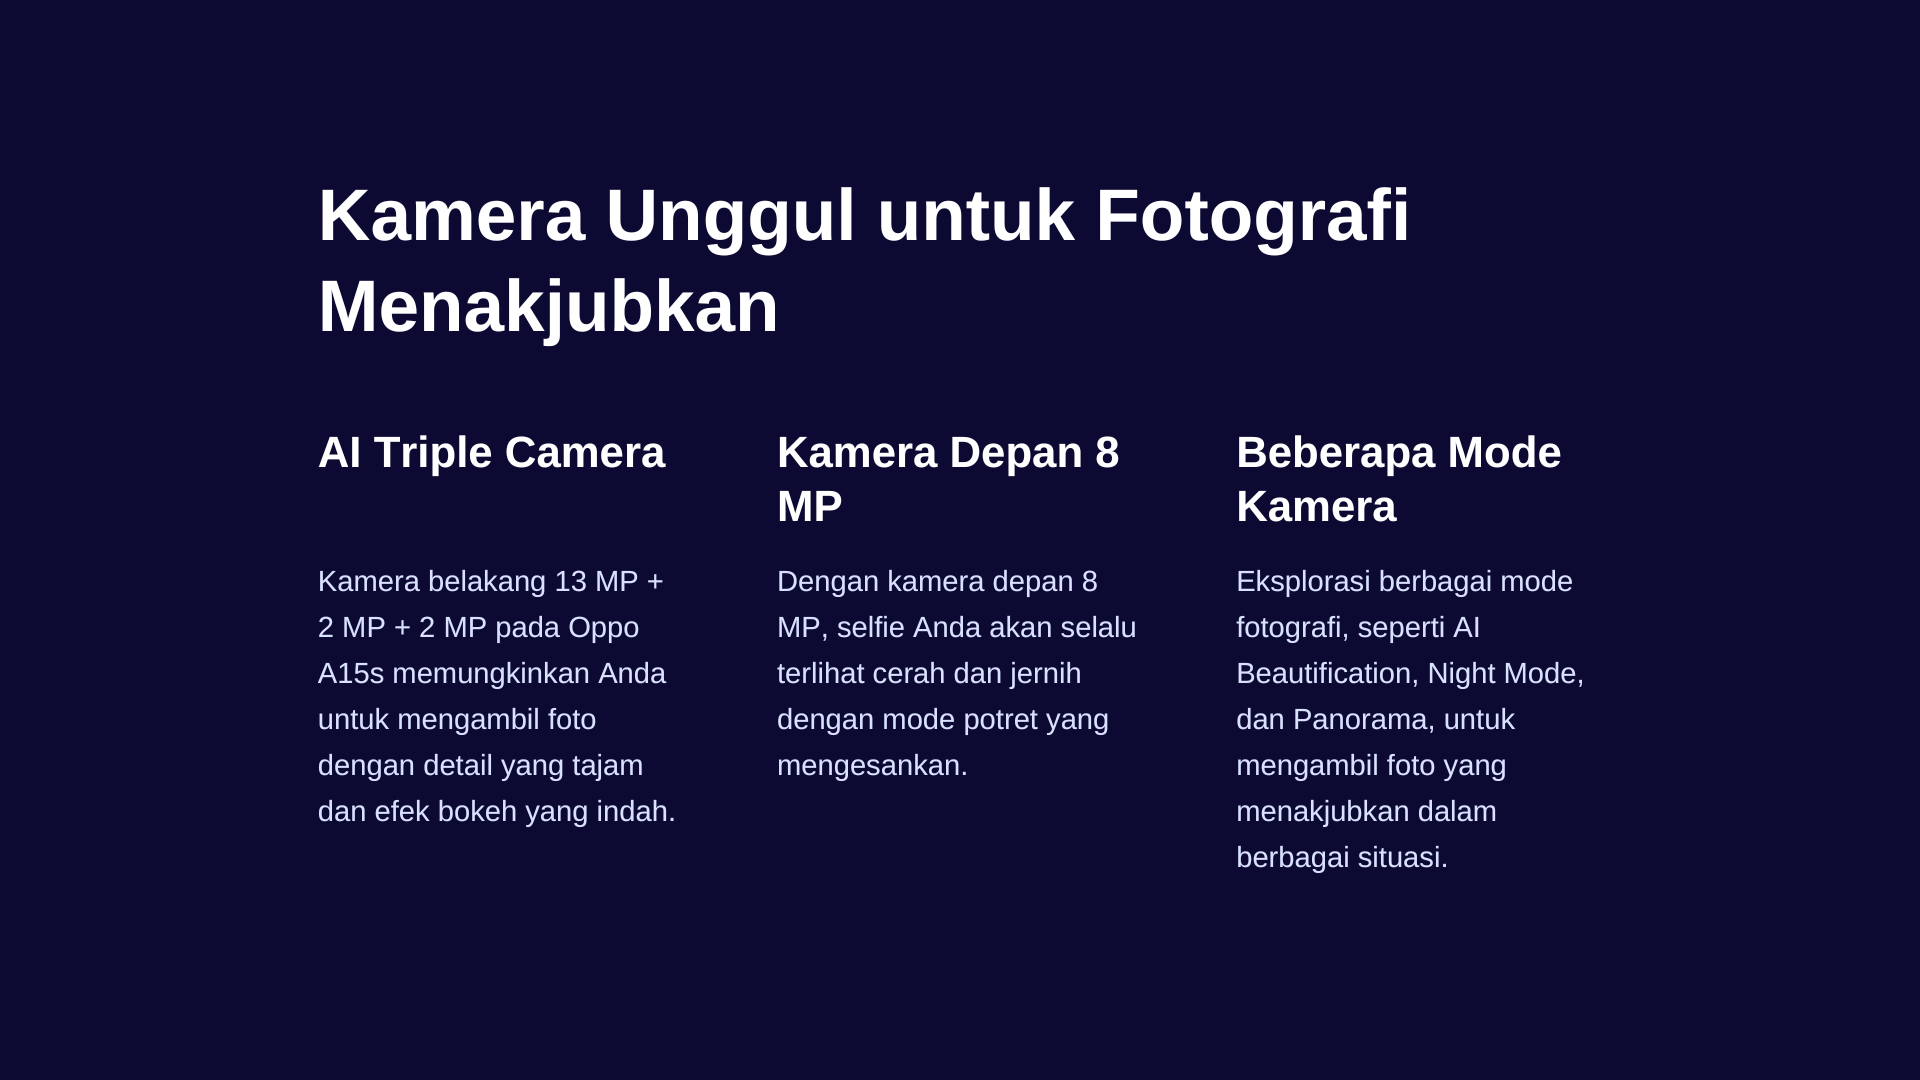 Kamera Unggul untuk Fotografi
Menakjubkan
AI Triple Camera
Kamera belakang 13 MP +
2 MP + 2 MP pada Oppo
A15s memungkinkan Anda
untuk mengambil foto
dengan detail yang tajam
dan efek bokeh yang indah.
Kamera Depan 8
MP
Dengan kamera depan 8
MP, selfie Anda akan selalu
terlihat cerah dan jernih
dengan mode potret yang
mengesankan.
Beberapa Mode
Kamera
Eksplorasi berbagai mode
fotografi, seperti AI
Beautification, Night Mode,
dan Panorama, untuk
mengambil foto yang
menakjubkan dalam
berbagai situasi.